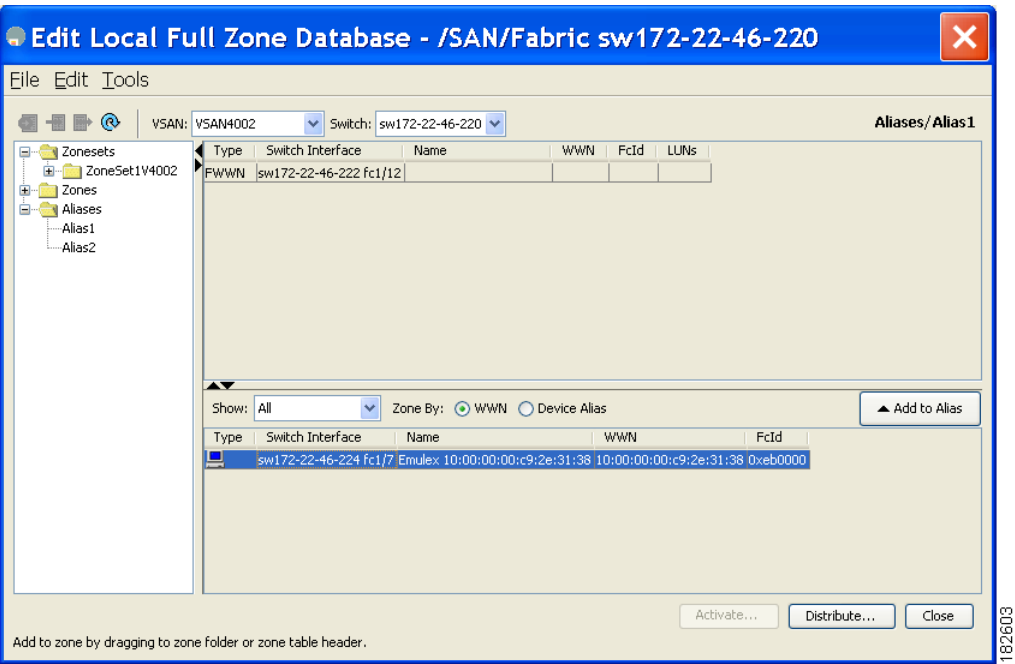 Edit Local Full Zone Database - /SAN/Fabric sw172-22-46-220
File Edit Tools
VSAN: VSAN4002 Switch: sw172-22-46-220 Aliases/Alias1
Zonesets
ZoneSet1V4002
Zones
Aliases
Alias1
Alias2
Type Switch Interface Name WWN FcId LUNs
FWWN sw172-22-46-222 fc1/12
Show: All Zone By: WWN Device Alias Add to Alias
Type Switch Interface Name WWN FcId
sw172-22-46-224 fc1/7 Emulex 10:00:00:00:c9:2e:31:38 10:00:00:00:c9:2e:31:38 0xeb0000
Activate... Distribute... Close
Add to zone by dragging to zone folder or zone table header.
182603